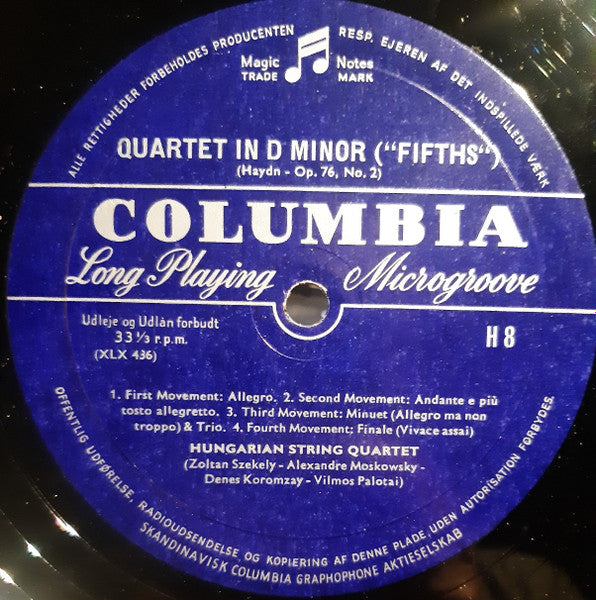 ALLE RETTIGHEDER FORBEHOLDES PRODUCENTEN
RESP. EJEREN AF DET INDSPILLEDE VÆRK
Magic Notes
TRADE MARK
QUARTET IN D MINOR ("FIFTHS")
(Haydn - Op. 76, No. 2)
COLUMBIA
Long Playing Microgroove
Udleje og Udlån forbudt
33 ⅓ r.p.m.
(XLX 436)
H 8
1. First Movement: Allegro. 2. Second Movement: Andante e più
tosto allegretto. 3. Third Movement: Minuet (Allegro ma non
troppo) & Trio. 4. Fourth Movement; Finale (Vivace assai)
HUNGARIAN STRING QUARTET
(Zoltan Szekely - Alexandre Moskowsky -
Denes Koromzay - Vilmos Palotai)
OFFENTLIG UDFØRELSE, RADIOUDSENDELSE OG KOPIERING AF DENNE PLADE UDEN AUTORISATION FORBYDES.
SKANDINAVISK COLUMBIA GRAPHOPHONE AKTIESELSKAB